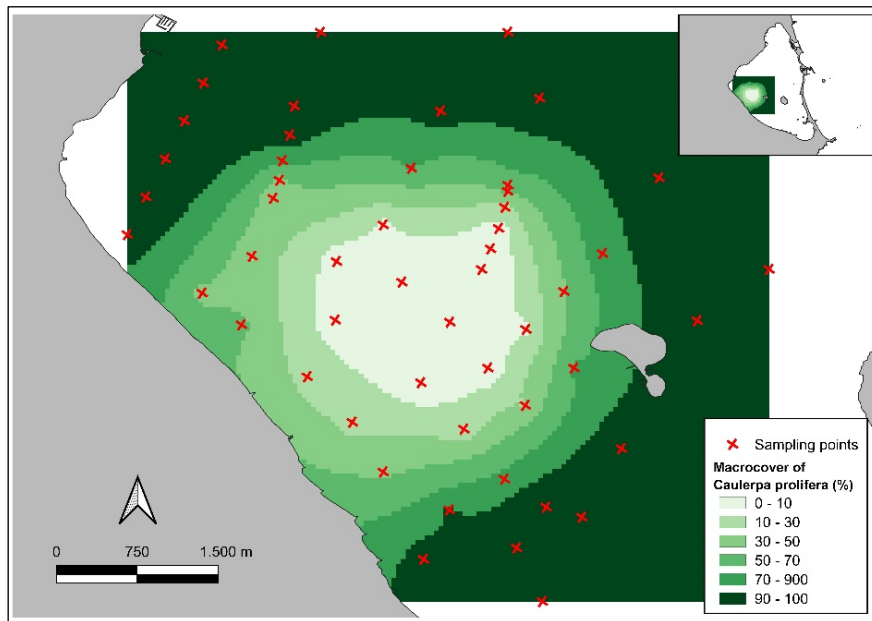 Sampling points
Macrocover of
Caulerpa prolifera (%)
0 - 10
10 - 30
30 - 50
50 - 70
70 - 900
90 - 100
0 750 1.500 m